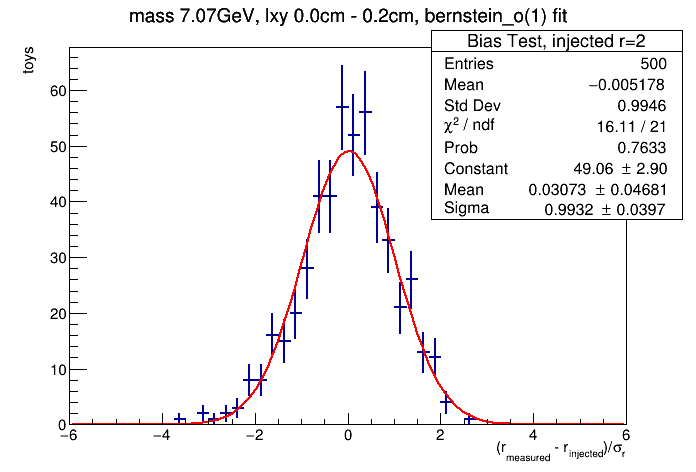 mass 7.07GeV, lxy 0.0cm - 0.2cm, bernstein_o(1) fit
Bias Test, injected r=2
Entries 500
Mean −0.005178
Std Dev 0.9946
χ² / ndf 16.11 / 21
Prob 0.7633
Constant 49.06 ± 2.90
Mean 0.03073 ± 0.04681
Sigma 0.9932 ± 0.0397
toys
60
50
40
30
20
10
0
−6 −4 −2 0 2 4 6
(r_measured - r_injected)/σ_r